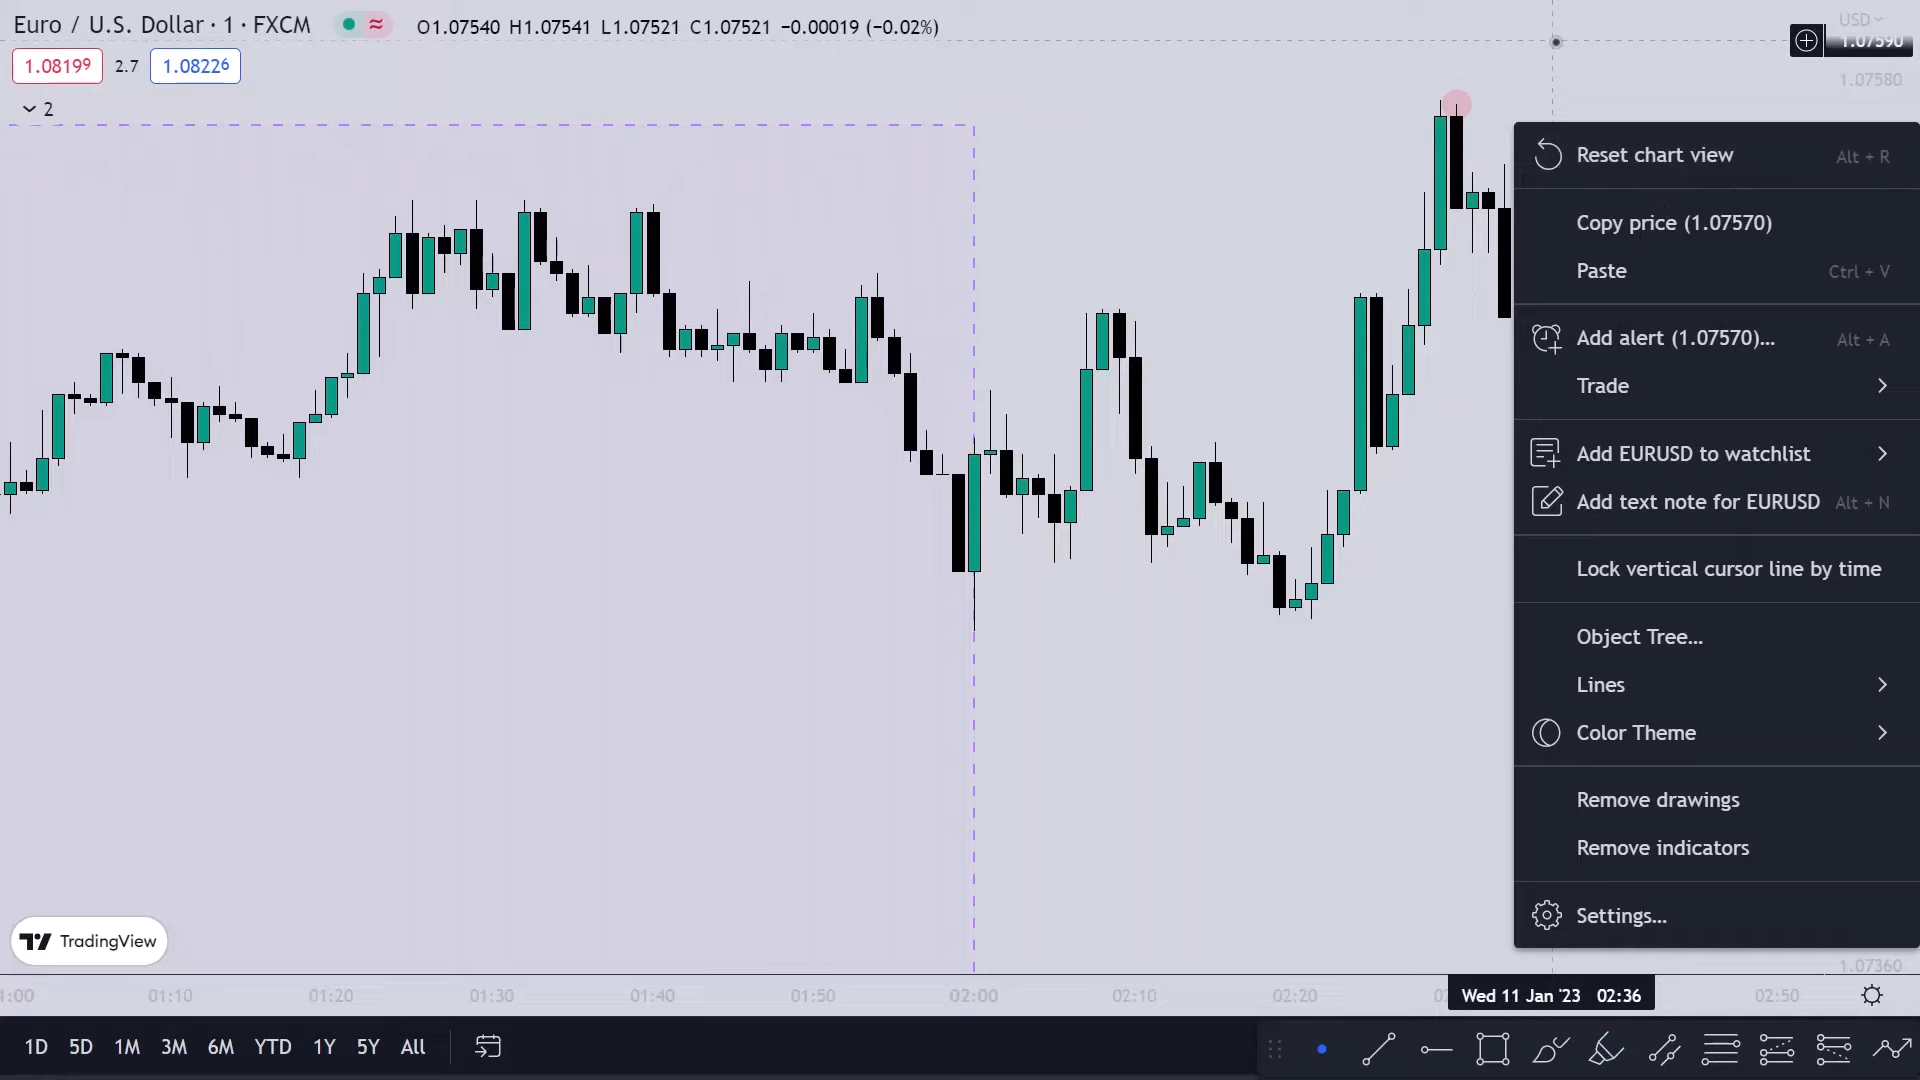 Euro / U.S. Dollar · 1 · FXCM ≈ O1.07540 H1.07541 L1.07521 C1.07521 −0.00019 (−0.02%)
USD
1.07590
1.08199 2.7 1.08226
1.07580
2
Reset chart view Alt + R
Copy price (1.07570)
Paste Ctrl + V
Add alert (1.07570)... Alt + A
Trade
Add EURUSD to watchlist
Add text note for EURUSD Alt + N
Lock vertical cursor line by time
Object Tree...
Lines
Color Theme
Remove drawings
Remove indicators
Settings...
TradingView
1.07360
1:00 01:10 01:20 01:30 01:40 01:50 02:00 02:10 02:20 Wed 11 Jan '23 02:36 02:50
1D 5D 1M 3M 6M YTD 1Y 5Y All